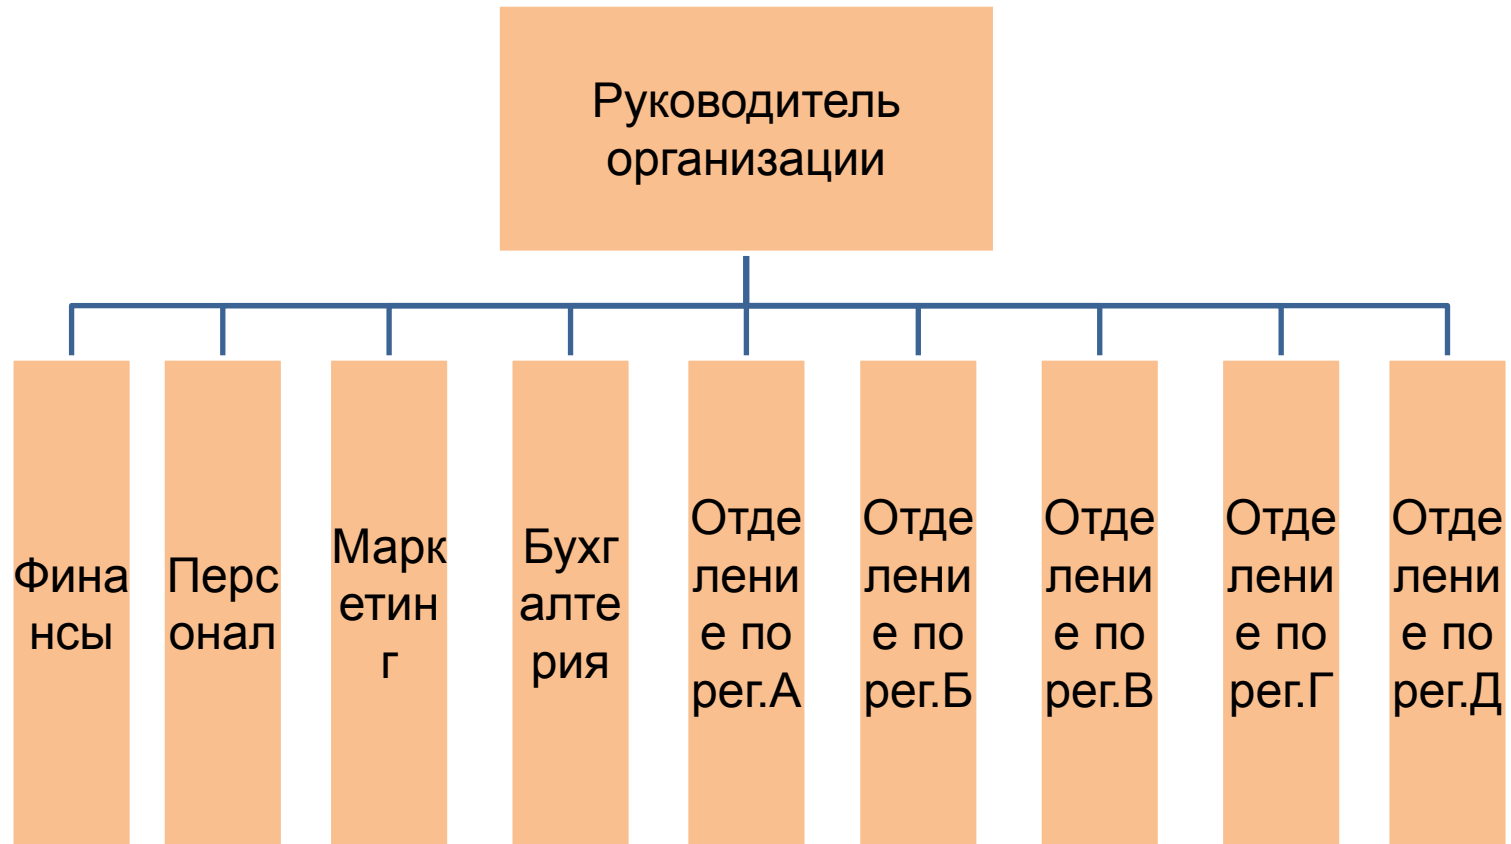 Руководитель
организации
Фина
нсы
Перс
онал
Марк
етин
г
Бухг
алте
рия
Отде
лени
е по
рег.А
Отде
лени
е по
рег.Б
Отде
лени
е по
рег.В
Отде
лени
е по
рег.Г
Отде
лени
е по
рег.Д